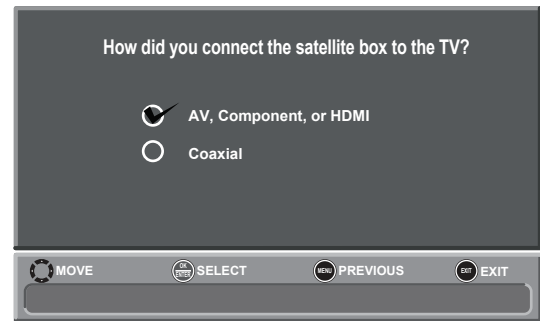 How did you connect the satellite box to the TV?
AV, Component, or HDMI
Coaxial
MOVE OK ENTER SELECT MENU PREVIOUS EXIT EXIT